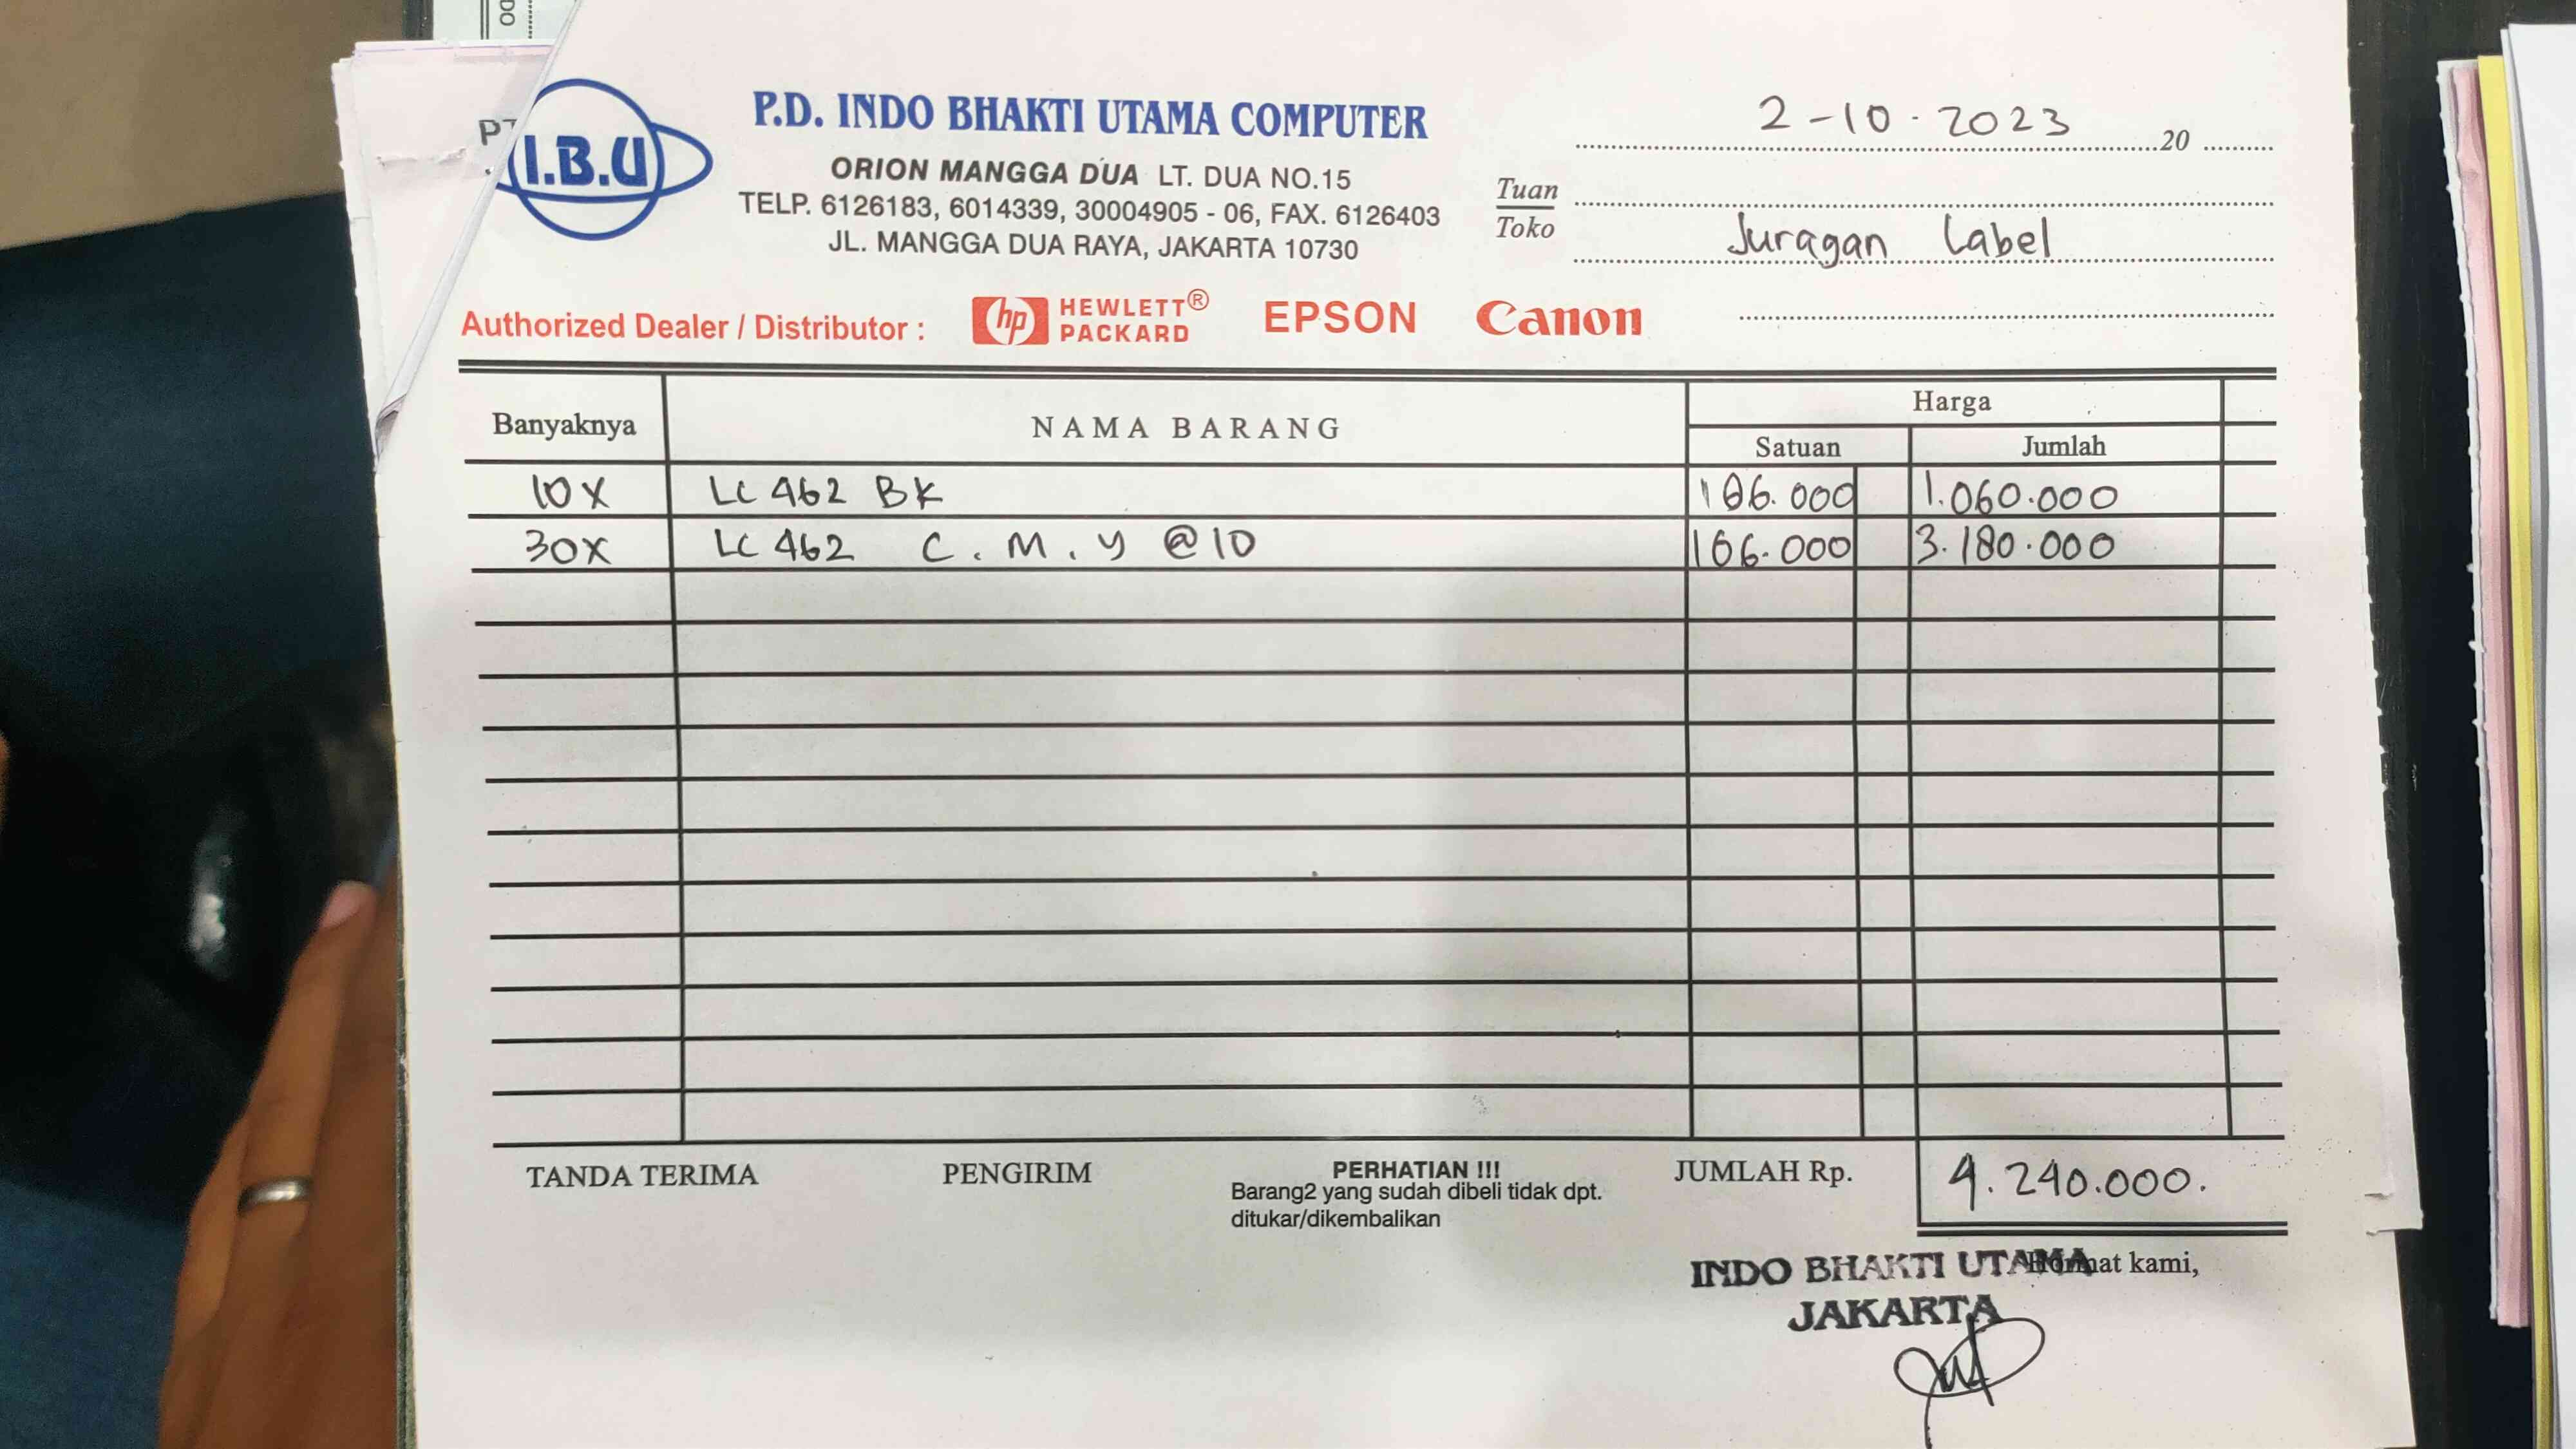 DO
PT
I.B.U
P.D. INDO BHAKTI UTAMA COMPUTER
ORION MANGGA DUA LT. DUA NO.15
TELP. 6126183, 6014339, 30004905 - 06, FAX. 6126403
JL. MANGGA DUA RAYA, JAKARTA 10730
2-10-2023 20
Tuan
Toko
Juragan Label
Authorized Dealer / Distributor : hp HEWLETT® PACKARD EPSON Canon
Banyaknya NAMA BARANG Harga
Satuan Jumlah
10X LC 462 BK 106.000 1.060.000
30X LC 462 C.M.Y @10 106.000 3.180.000
TANDA TERIMA PENGIRIM PERHATIAN !!! JUMLAH Rp. 4.240.000.
Barang2 yang sudah dibeli tidak dpt.
ditukar/dikembalikan
INDO BHAKTI UTAMA
Hormat kami,
JAKARTA